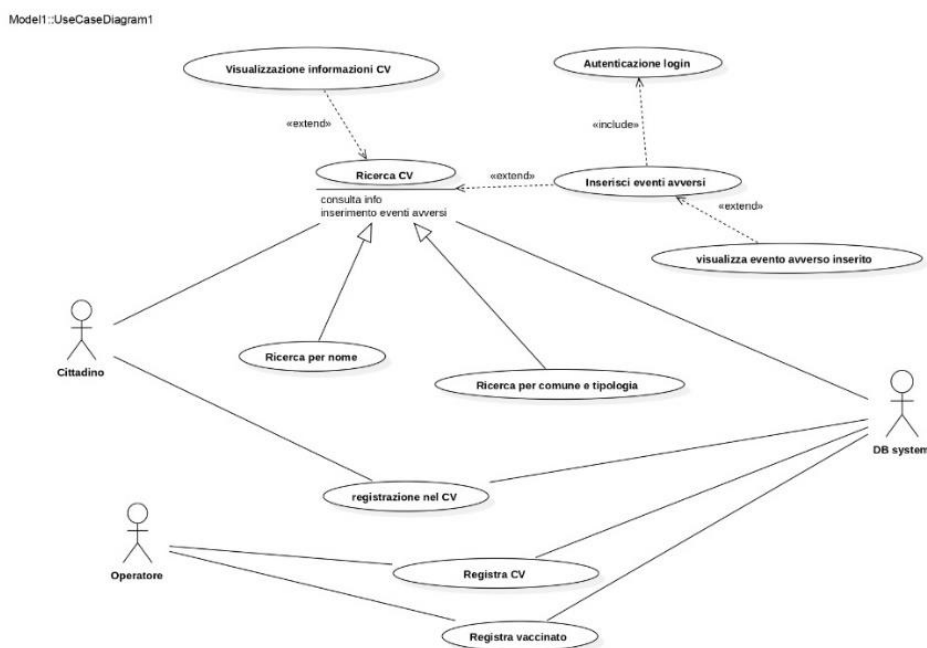 Model1::UseCaseDiagram1
Visualizzazione informazioni CV
Autenticazione login
«extend»
«include»
Ricerca CV
«extend»
Inserisci eventi avversi
consulta info
inserimento eventi avversi
«extend»
visualizza evento avverso inserito
Ricerca per nome
Cittadino
Ricerca per comune e tipologia
DB system
registrazione nel CV
Operatore
Registra CV
Registra vaccinato